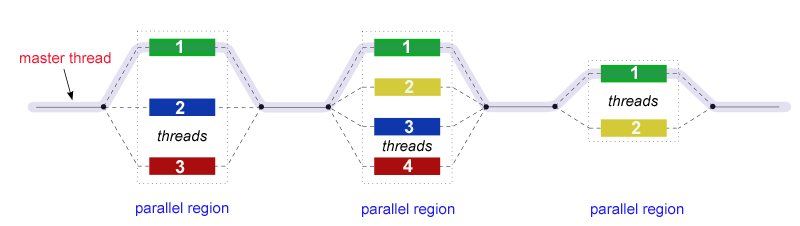 master thread
1
2
threads
3
parallel region
1
2
3
threads
4
parallel region
1
threads
2
parallel region